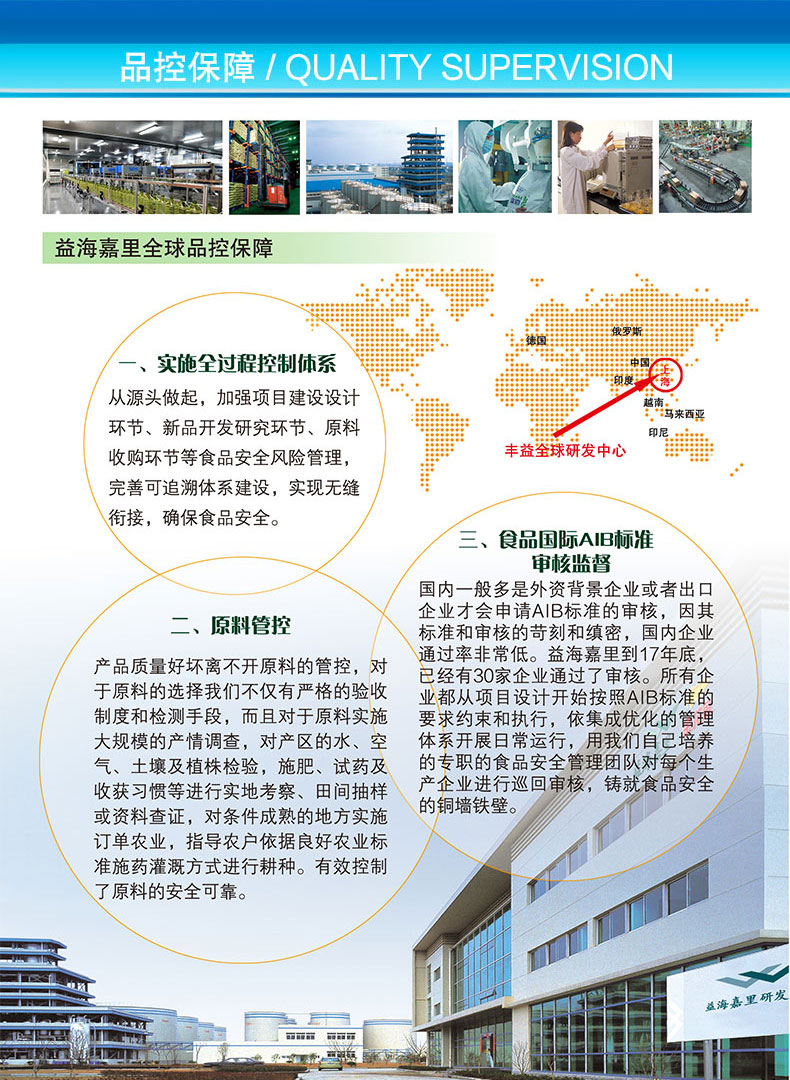 品控保障 / QUALITY SUPERVISION
益海嘉里全球品控保障
德国
俄罗斯
中国
上海
印度
越南
马来西亚
印尼
丰益全球研发中心
一、实施全过程控制体系
从源头做起，加强项目建设设计
环节、新品开发研究环节、原料
收购环节等食品安全风险管理，
完善可追溯体系建设，实现无缝
衔接，确保食品安全。
二、原料管控
产品质量好坏离不开原料的管控，对
于原料的选择我们不仅有严格的验收
制度和检测手段，而且对于原料实施
大规模的产情调查，对产区的水、空
气、土壤及植株检验，施肥、试药及
收获习惯等进行实地考察、田间抽样
或资料查证，对条件成熟的地方实施
订单农业，指导农户依据良好农业标
准施药灌溉方式进行耕种。有效控制
了原料的安全可靠。
三、食品国际AIB标准
审核监督
国内一般多是外资背景企业或者出口
企业才会申请AIB标准的审核，因其
标准和审核的苛刻和缜密，国内企业
通过率非常低。益海嘉里到17年底，
已经有30家企业通过了审核。所有企
业都从项目设计开始按照AIB标准的
要求约束和执行，依集成优化的管理
体系开展日常运行，用我们自己培养
的专职的食品安全管理团队对每个生
产企业进行巡回审核，铸就食品安全
的铜墙铁壁。
益海嘉里研发